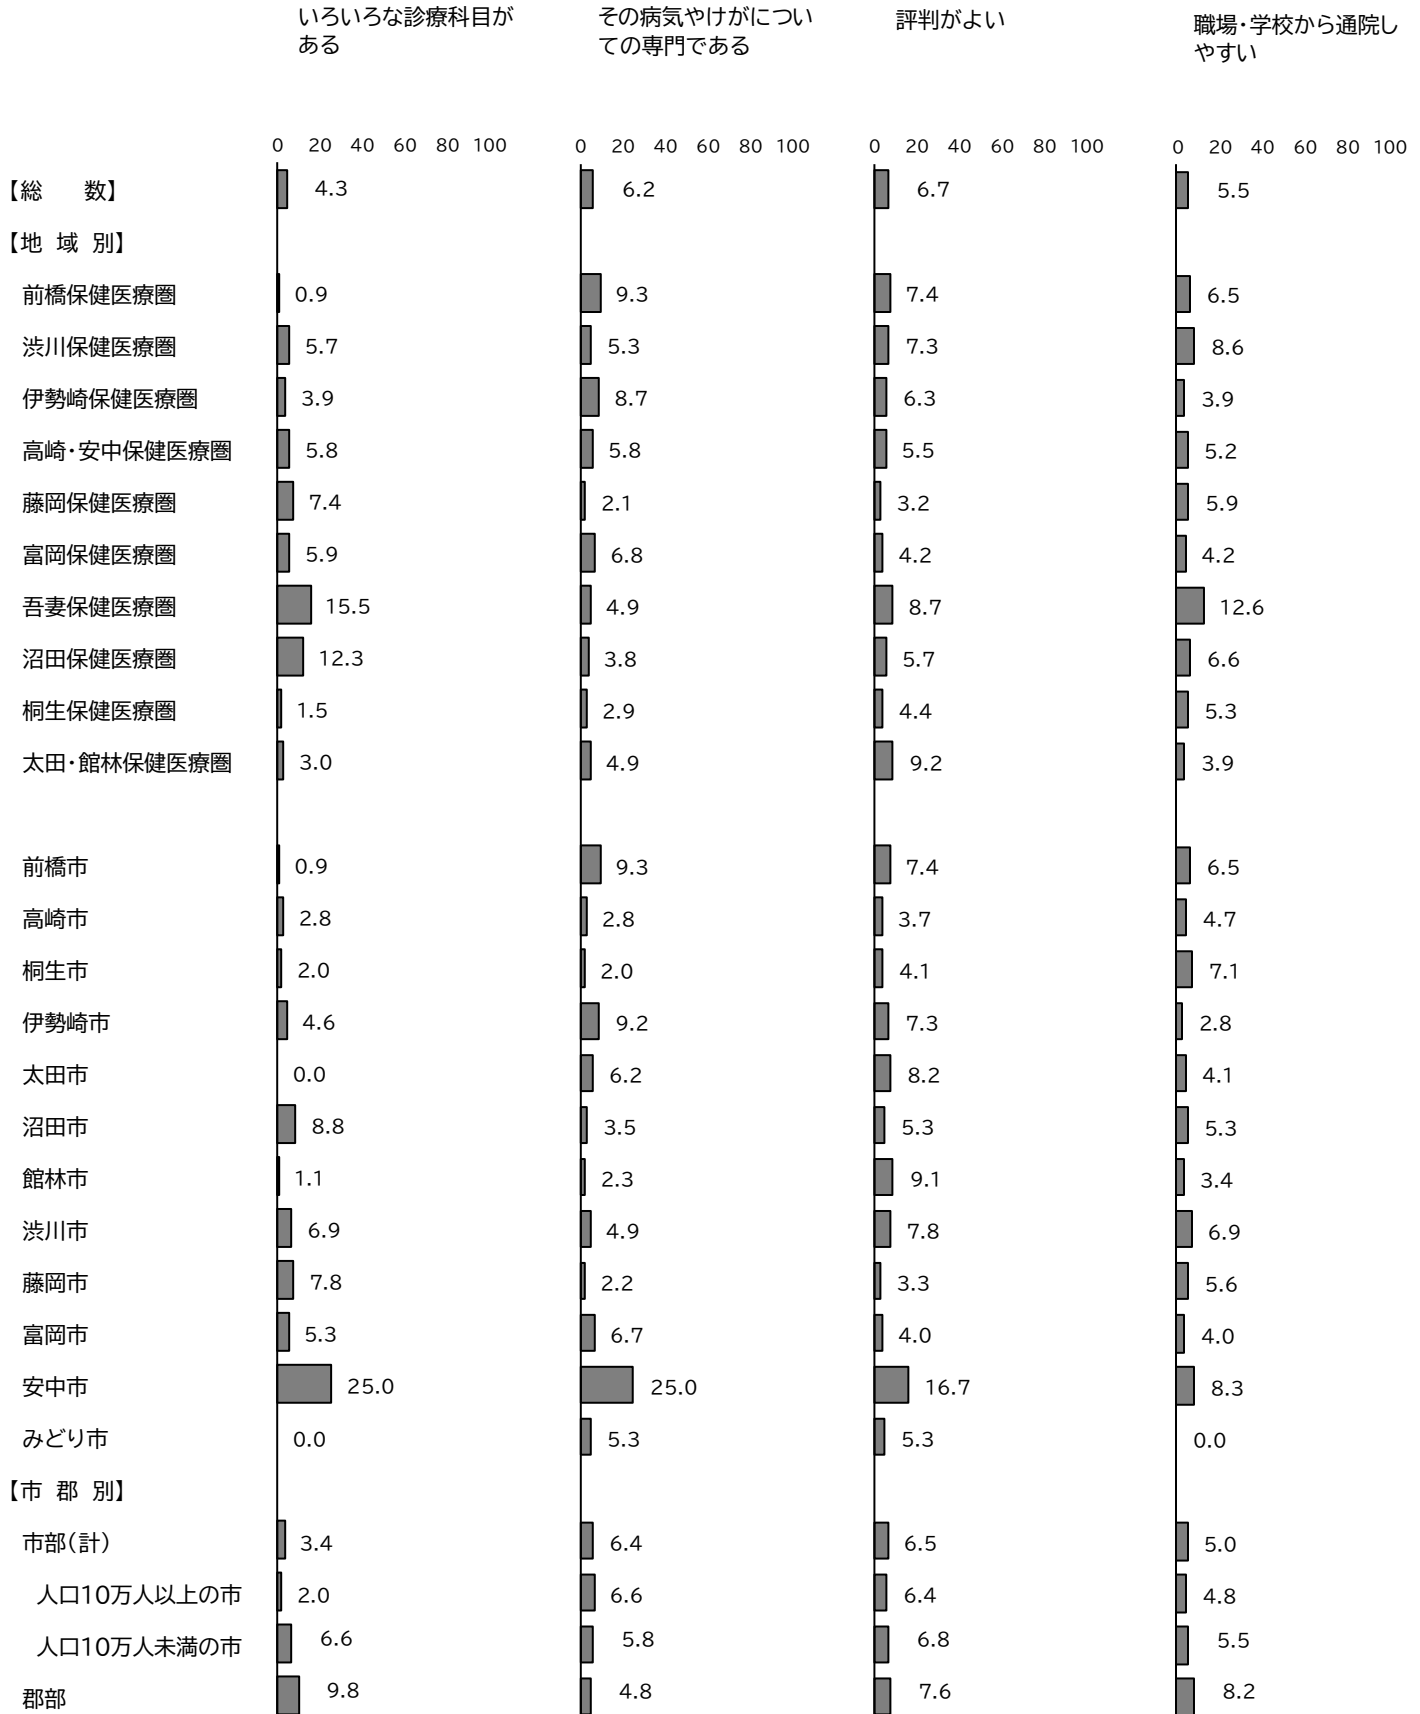 いろいろな診療科目が
ある
その病気やけがについ
ての専門である
評判がよい
職場・学校から通院し
やすい
0 20 40 60 80 100 0 20 40 60 80 100 0 20 40 60 80 100 0 20 40 60 80 100
【総 数】 4.3 6.2 6.7 5.5
【地 域 別】
前橋保健医療圏 0.9 9.3 7.4 6.5
渋川保健医療圏 5.7 5.3 7.3 8.6
伊勢崎保健医療圏 3.9 8.7 6.3 3.9
高崎・安中保健医療圏 5.8 5.8 5.5 5.2
藤岡保健医療圏 7.4 2.1 3.2 5.9
富岡保健医療圏 5.9 6.8 4.2 4.2
吾妻保健医療圏 15.5 4.9 8.7 12.6
沼田保健医療圏 12.3 3.8 5.7 6.6
桐生保健医療圏 1.5 2.9 4.4 5.3
太田・館林保健医療圏 3.0 4.9 9.2 3.9
前橋市 0.9 9.3 7.4 6.5
高崎市 2.8 2.8 3.7 4.7
桐生市 2.0 2.0 4.1 7.1
伊勢崎市 4.6 9.2 7.3 2.8
太田市 0.0 6.2 8.2 4.1
沼田市 8.8 3.5 5.3 5.3
館林市 1.1 2.3 9.1 3.4
渋川市 6.9 4.9 7.8 6.9
藤岡市 7.8 2.2 3.3 5.6
富岡市 5.3 6.7 4.0 4.0
安中市 25.0 25.0 16.7 8.3
みどり市 0.0 5.3 5.3 0.0
【市 郡 別】
市部(計) 3.4 6.4 6.5 5.0
人口10万人以上の市 2.0 6.6 6.4 4.8
人口10万人未満の市 6.6 5.8 6.8 5.5
郡部 9.8 4.8 7.6 8.2